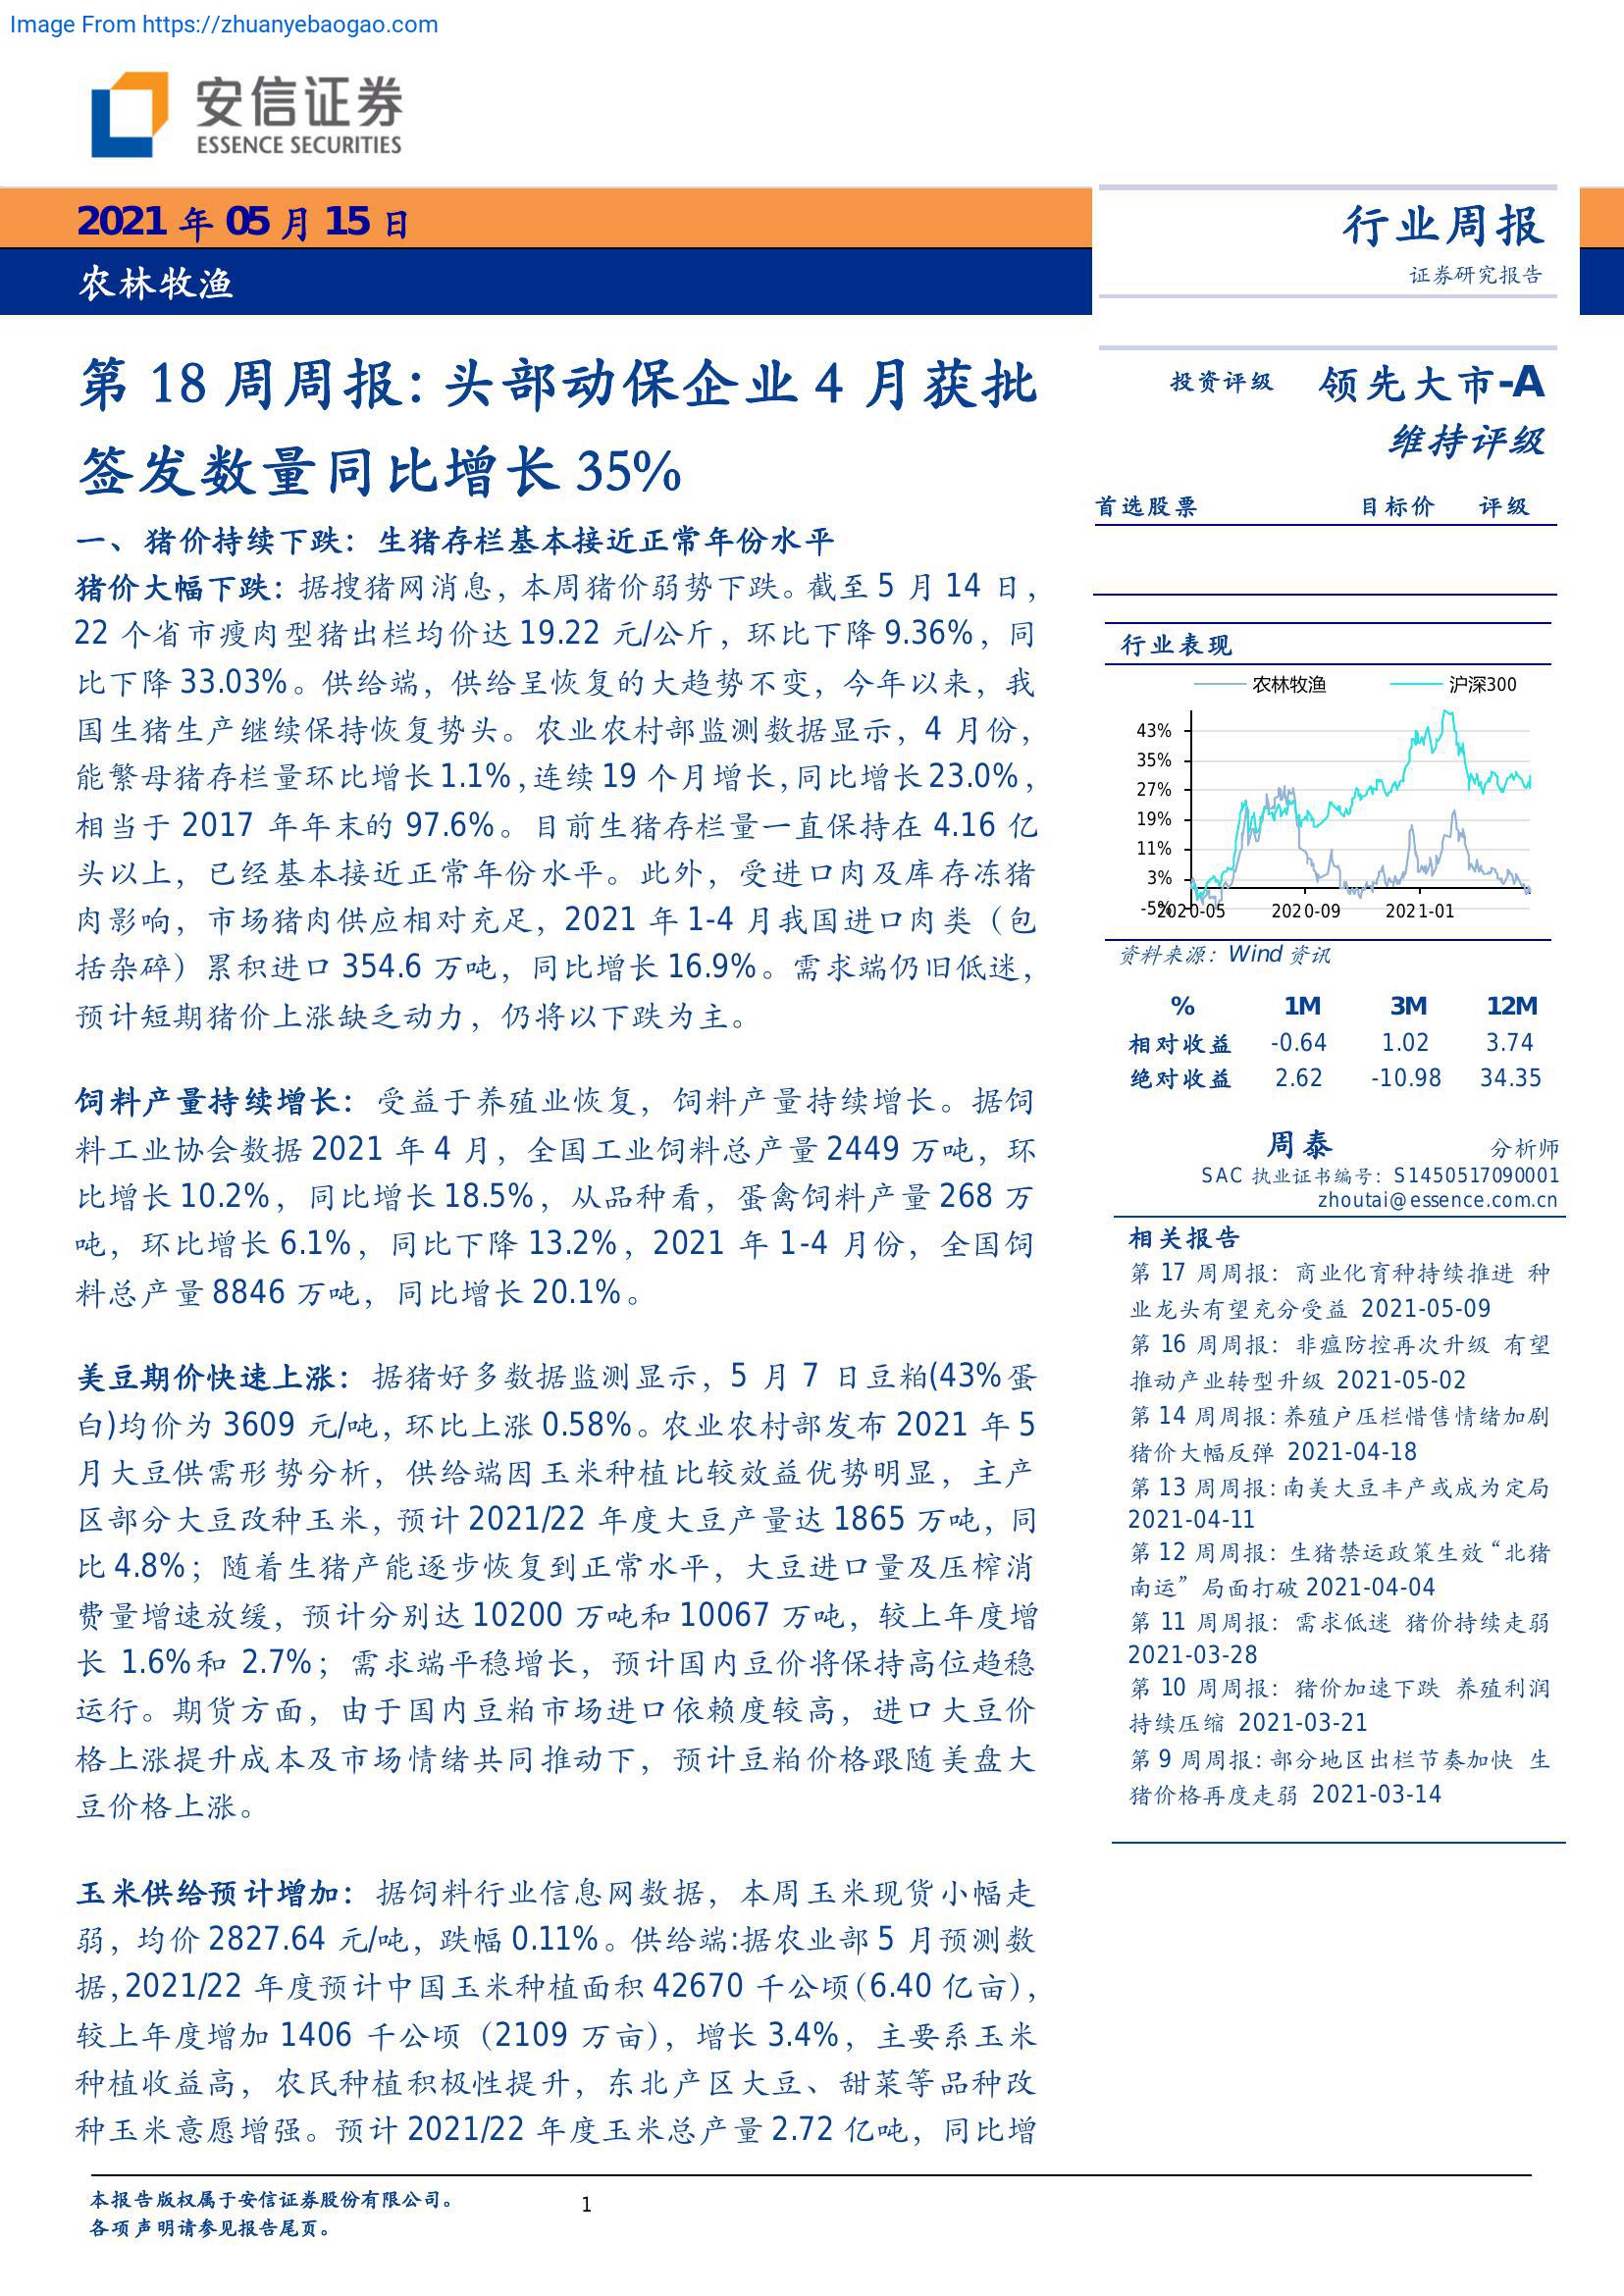 Image From https://zhuanyebaogao.com
安信证券
ESSENCE SECURITIES
2021 年 05 月 15 日
农林牧渔
第 18 周周报：头部动保企业 4 月获批
签发数量同比增长 35%
一、猪价持续下跌：生猪存栏基本接近正常年份水平
猪价大幅下跌：据搜猪网消息，本周猪价弱势下跌。截至 5 月 14 日，
22 个省市瘦肉型猪出栏均价达 19.22 元/公斤，环比下降 9.36%，同
比下降 33.03%。供给端，供给呈恢复的大趋势不变，今年以来，我
国生猪生产继续保持恢复势头。农业农村部监测数据显示，4 月份，
能繁母猪存栏量环比增长 1.1%，连续 19 个月增长，同比增长 23.0%，
相当于 2017 年年末的 97.6%。目前生猪存栏量一直保持在 4.16 亿
头以上，已经基本接近正常年份水平。此外，受进口肉及库存冻猪
肉影响，市场猪肉供应相对充足，2021 年 1-4 月我国进口肉类（包
括杂碎）累积进口 354.6 万吨，同比增长 16.9%。需求端仍旧低迷，
预计短期猪价上涨缺乏动力，仍将以下跌为主。
饲料产量持续增长：受益于养殖业恢复，饲料产量持续增长。据饲
料工业协会数据 2021 年 4 月，全国工业饲料总产量 2449 万吨，环
比增长 10.2%，同比增长 18.5%，从品种看，蛋禽饲料产量 268 万
吨，环比增长 6.1%，同比下降 13.2%，2021 年 1-4 月份，全国饲
料总产量 8846 万吨，同比增长 20.1%。
美豆期价快速上涨：据猪好多数据监测显示，5 月 7 日豆粕(43%蛋
白)均价为 3609 元/吨，环比上涨 0.58%。农业农村部发布 2021 年 5
月大豆供需形势分析，供给端因玉米种植比较效益优势明显，主产
区部分大豆改种玉米，预计 2021/22 年度大豆产量达 1865 万吨，同
比 4.8%；随着生猪产能逐步恢复到正常水平，大豆进口量及压榨消
费量增速放缓，预计分别达 10200 万吨和 10067 万吨，较上年度增
长 1.6%和 2.7%；需求端平稳增长，预计国内豆价将保持高位趋稳
运行。期货方面，由于国内豆粕市场进口依赖度较高，进口大豆价
格上涨提升成本及市场情绪共同推动下，预计豆粕价格跟随美盘大
豆价格上涨。
玉米供给预计增加：据饲料行业信息网数据，本周玉米现货小幅走
弱，均价 2827.64 元/吨，跌幅 0.11%。供给端:据农业部 5 月预测数
据，2021/22 年度预计中国玉米种植面积 42670 千公顷（6.40 亿亩），
较上年度增加 1406 千公顷（2109 万亩），增长 3.4%，主要系玉米
种植收益高，农民种植积极性提升，东北产区大豆、甜菜等品种改
种玉米意愿增强。预计 2021/22 年度玉米总产量 2.72 亿吨，同比增
行业周报
证券研究报告
投资评级 领先大市-A
维持评级
首选股票 目标价 评级
行业表现
农林牧渔 沪深300
43%
35%
27%
19%
11%
3%
-5%
2020-05 2020-09 2021-01
资料来源：Wind 资讯
% 1M 3M 12M
相对收益 -0.64 1.02 3.74
绝对收益 2.62 -10.98 34.35
周泰 分析师
SAC 执业证书编号：S1450517090001
zhoutai@essence.com.cn
相关报告
第 17 周周报：商业化育种持续推进 种
业龙头有望充分受益 2021-05-09
第 16 周周报：非瘟防控再次升级 有望
推动产业转型升级 2021-05-02
第 14 周周报：养殖户压栏惜售情绪加剧
猪价大幅反弹 2021-04-18
第 13 周周报：南美大豆丰产或成为定局
2021-04-11
第 12 周周报：生猪禁运政策生效“北猪
南运”局面打破 2021-04-04
第 11 周周报：需求低迷 猪价持续走弱
2021-03-28
第 10 周周报：猪价加速下跌 养殖利润
持续压缩 2021-03-21
第 9 周周报：部分地区出栏节奏加快 生
猪价格再度走弱 2021-03-14
本报告版权属于安信证券股份有限公司。
各项声明请参见报告尾页。
1